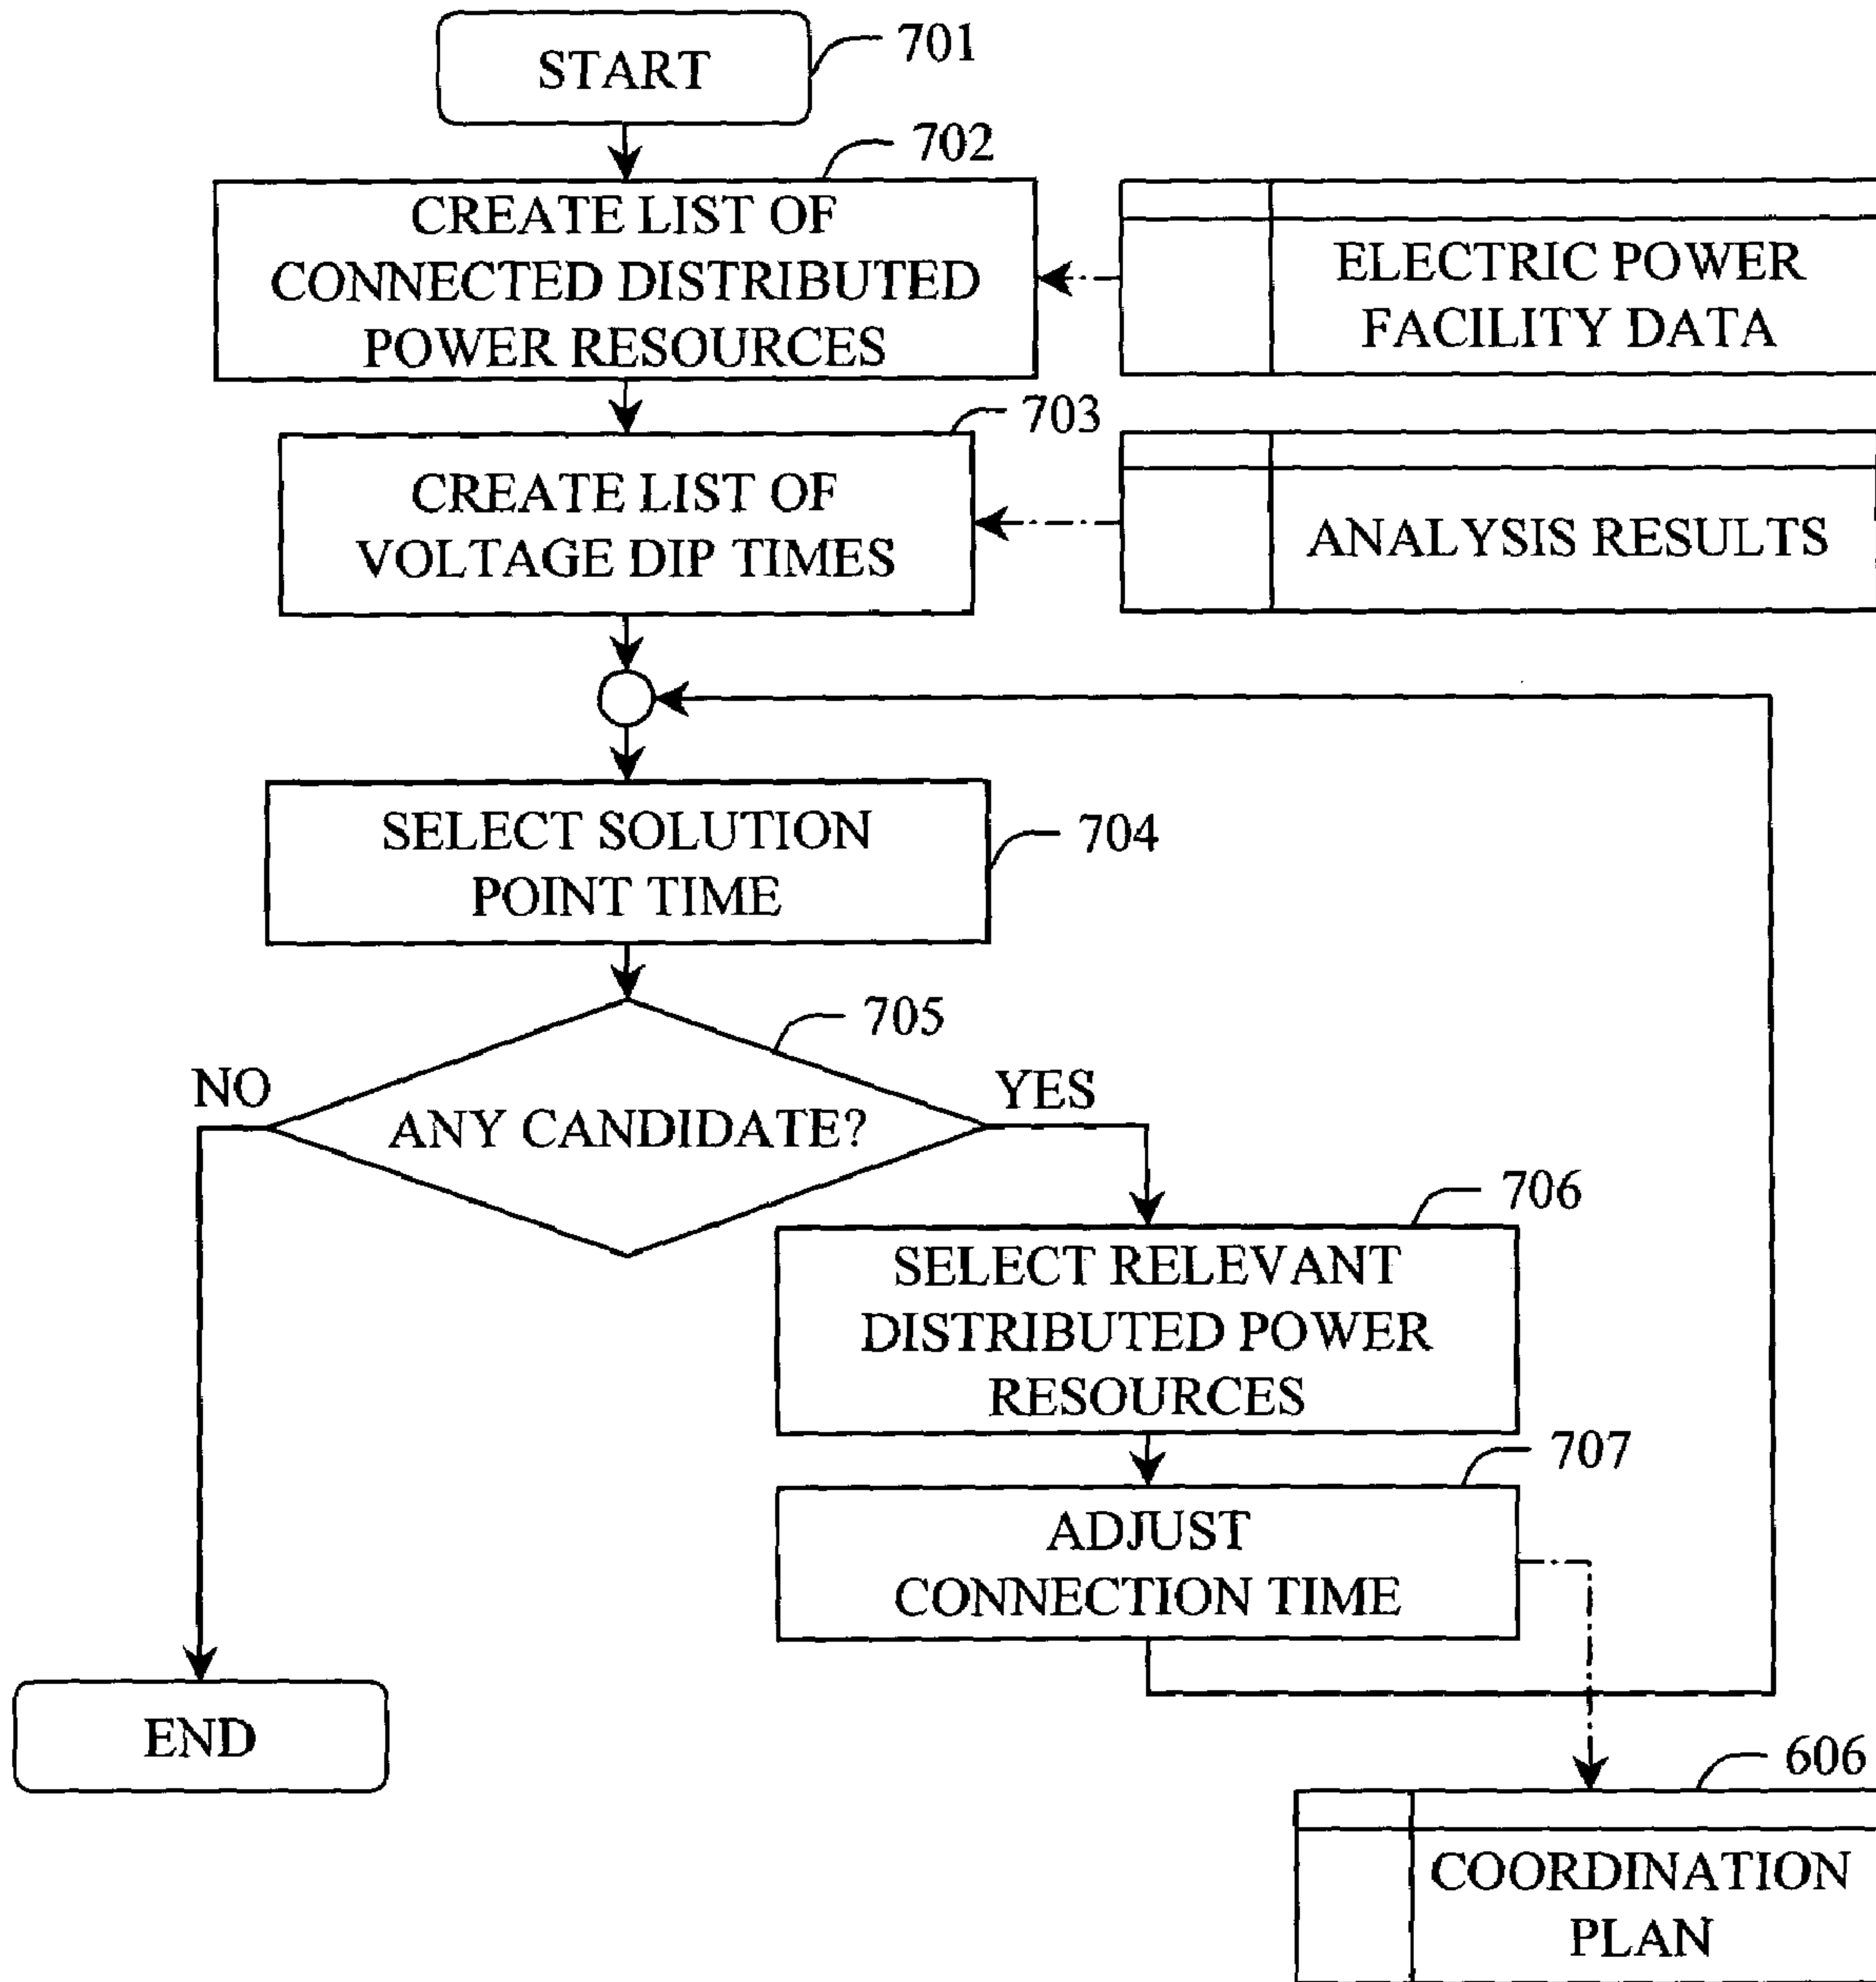 START
701
702
CREATE LIST OF
CONNECTED DISTRIBUTED
POWER RESOURCES
ELECTRIC POWER
FACILITY DATA
703
CREATE LIST OF
VOLTAGE DIP TIMES
ANALYSIS RESULTS
SELECT SOLUTION
POINT TIME
704
705
NO
ANY CANDIDATE?
YES
706
SELECT RELEVANT
DISTRIBUTED POWER
RESOURCES
707
ADJUST
CONNECTION TIME
END
606
COORDINATION
PLAN